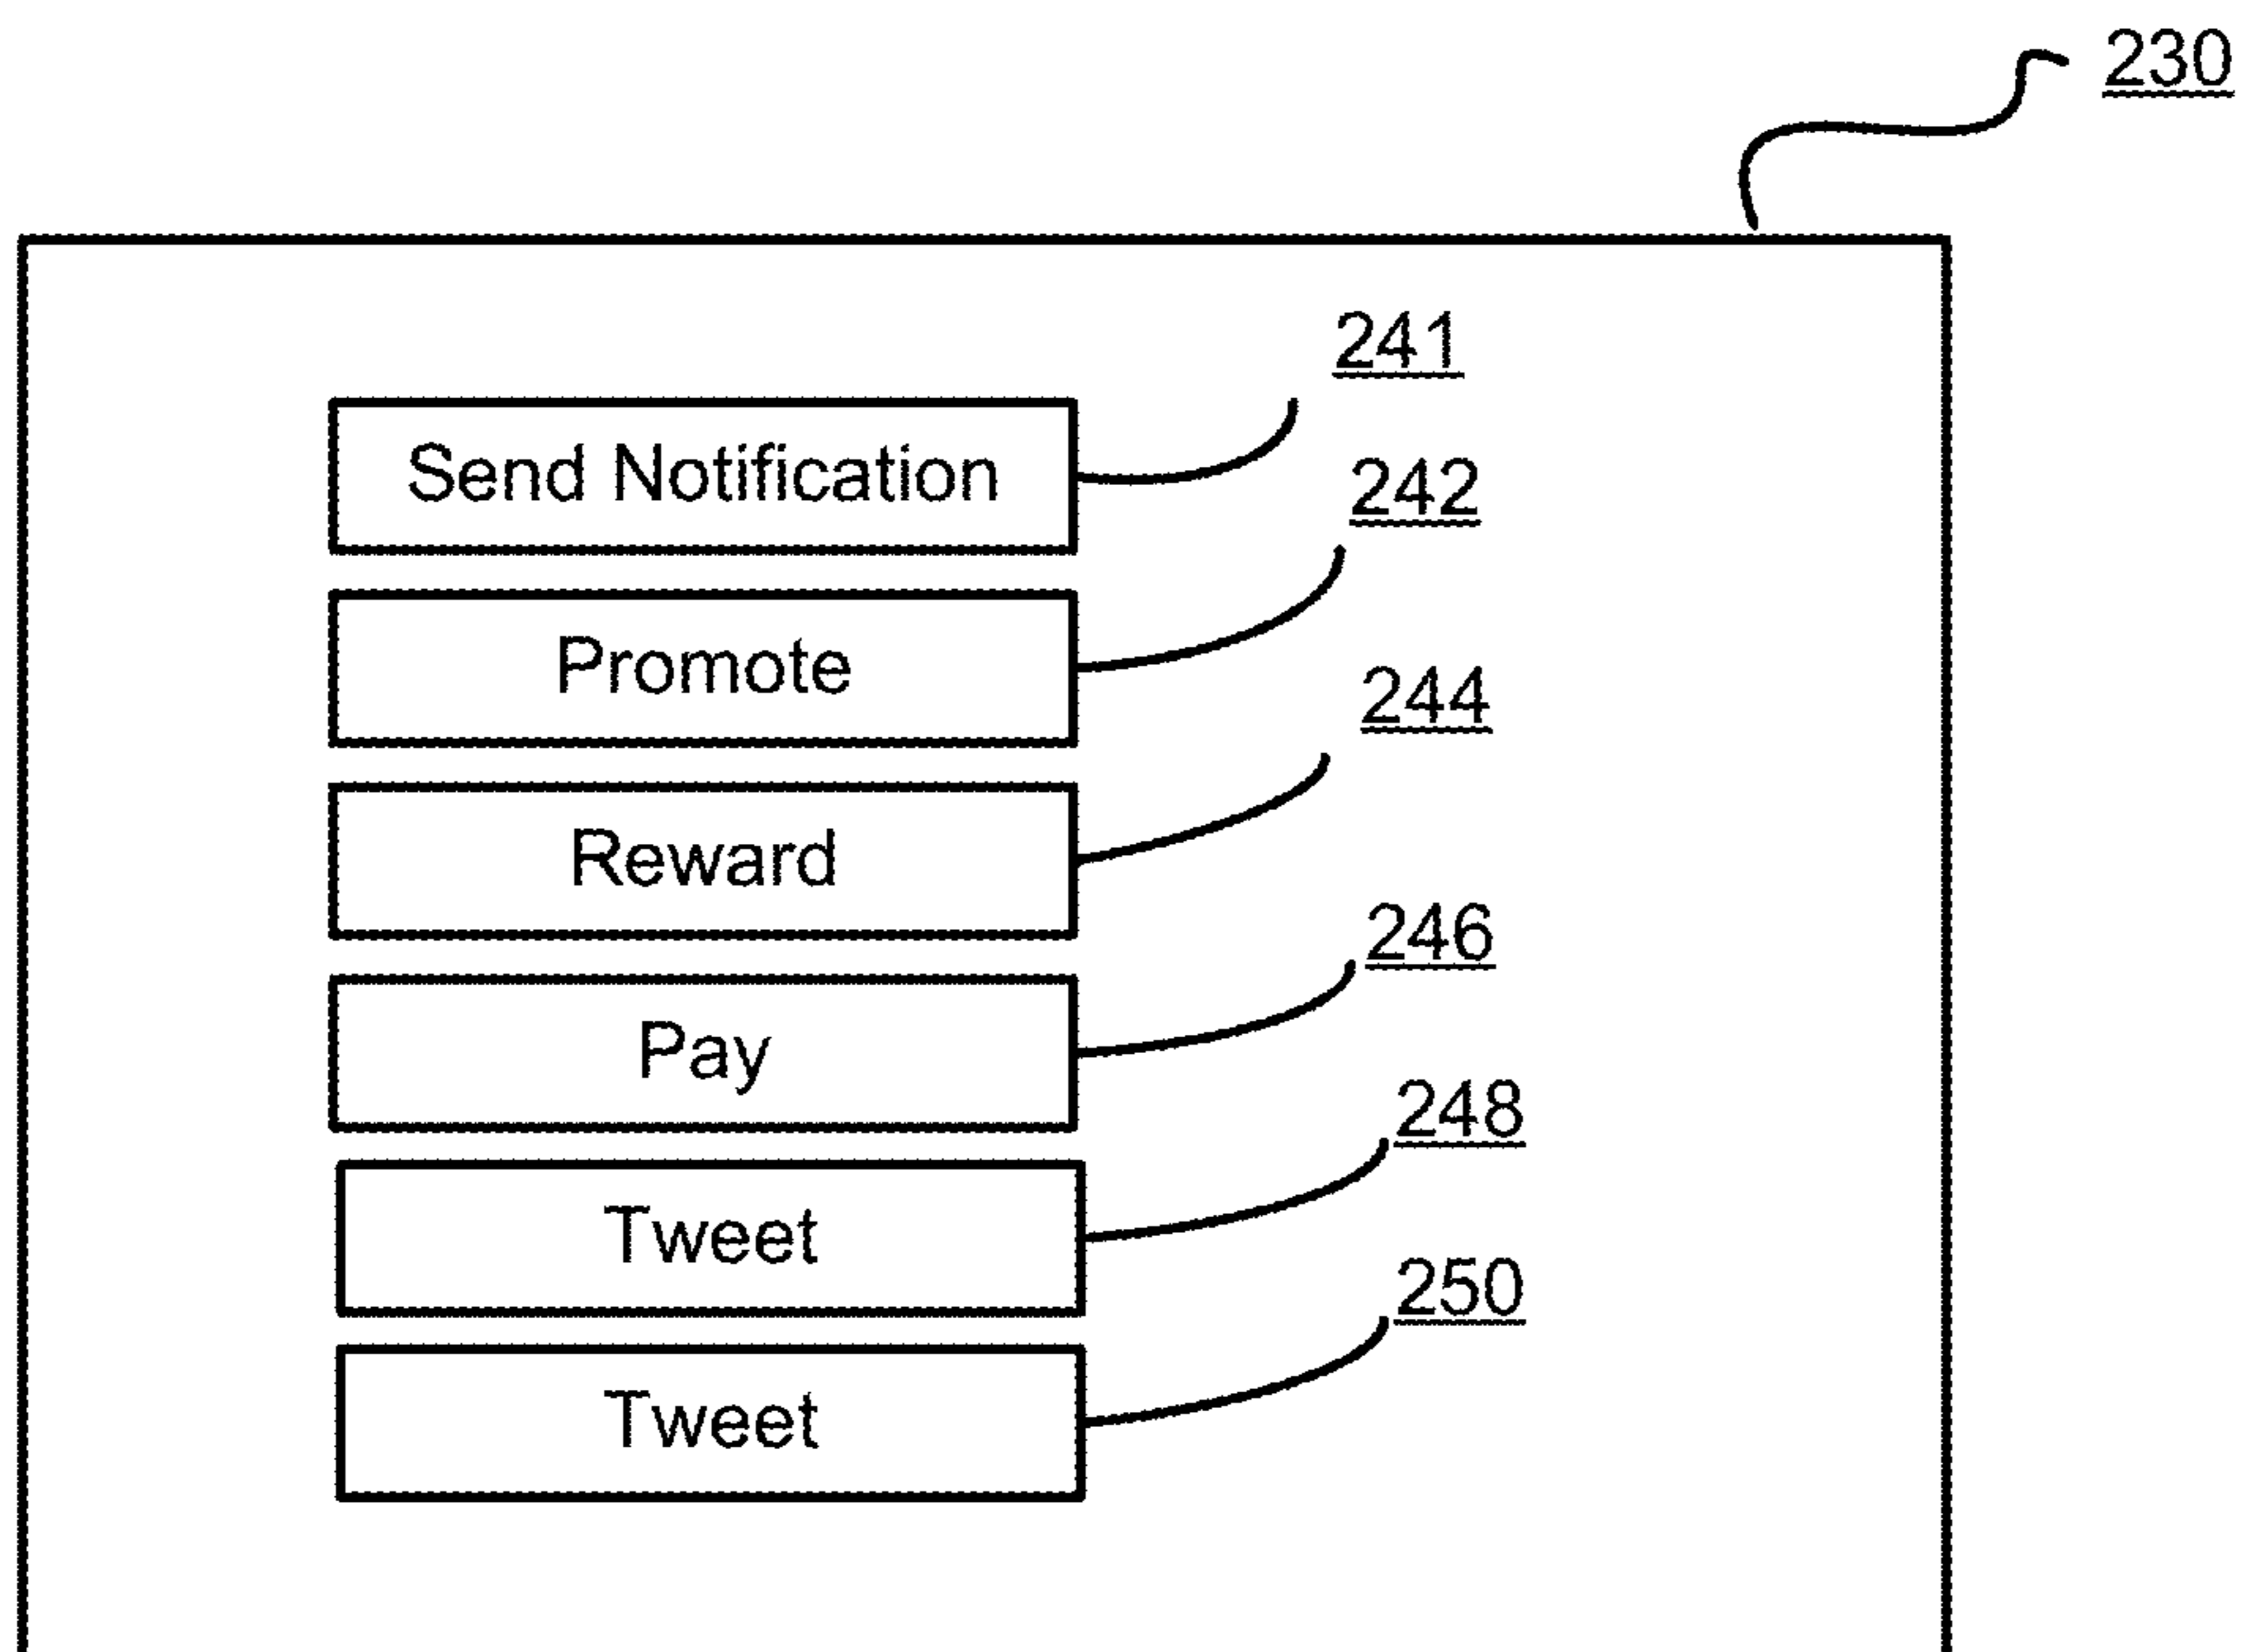 230
241
Send Notification
242
Promote
244
Reward
246
Pay
248
Tweet
250
Tweet